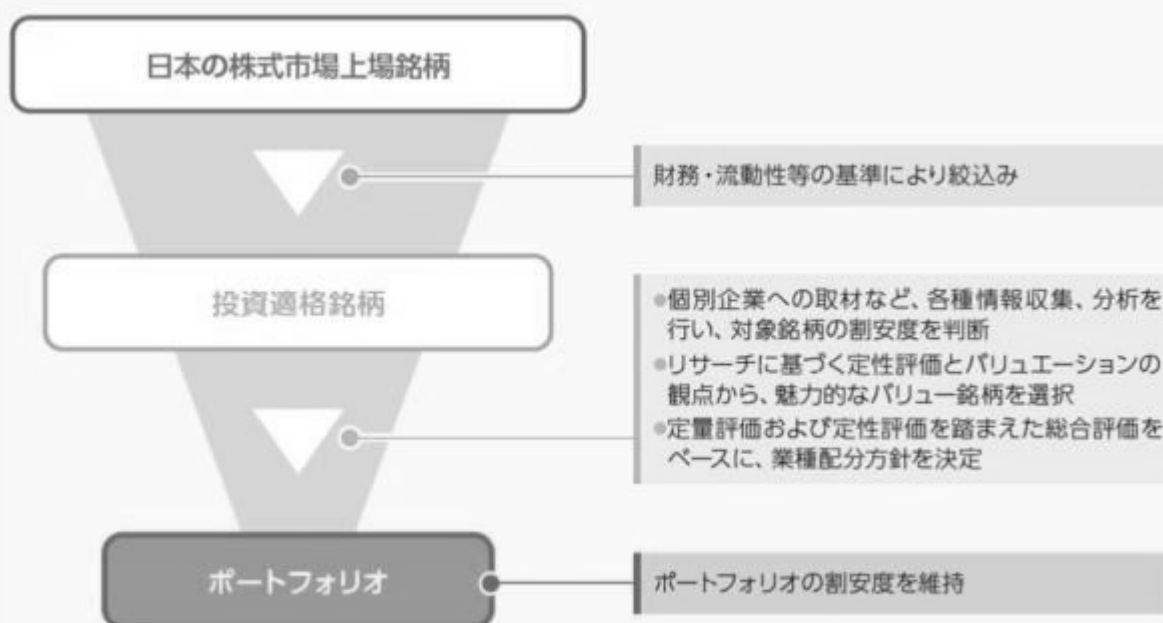 日本の株式市場上場銘柄
財務・流動性等の基準により絞込み
投資適格銘柄
●個別企業への取材など、各種情報収集、分析を
行い、対象銘柄の割安度を判断
●リサーチに基づく定性評価とバリュエーションの
観点から、魅力的なバリュー銘柄を選択
●定量評価および定性評価を踏まえた総合評価を
ベースに、業種配分方針を決定
ポートフォリオ
ポートフォリオの割安度を維持